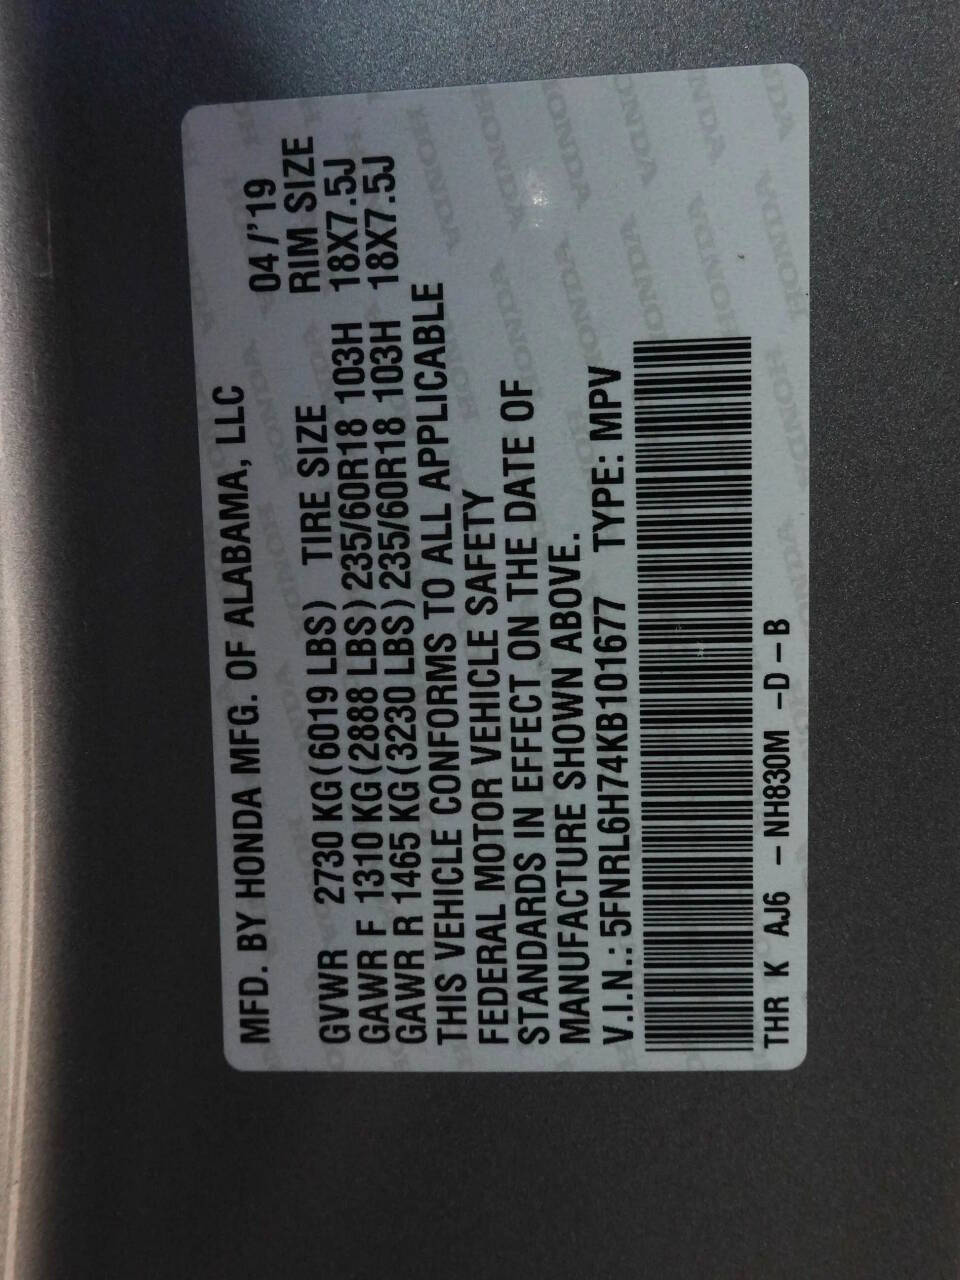 MFD. BY HONDA MFG. OF ALABAMA, LLC 04/'19
GVWR 2730 KG(6019 LBS) TIRE SIZE RIM SIZE
GAWR F 1310 KG(2888 LBS)235/60R18 103H 18X7.5J
GAWR R 1465 KG(3230 LBS)235/60R18 103H 18X7.5J
THIS VEHICLE CONFORMS TO ALL APPLICABLE
FEDERAL MOTOR VEHICLE SAFETY
STANDARDS IN EFFECT ON THE DATE OF
MANUFACTURE SHOWN ABOVE.
V.I.N.: 5FNRL6H74KB101677 TYPE: MPV
THR K AJ6 – NH830M –D–B